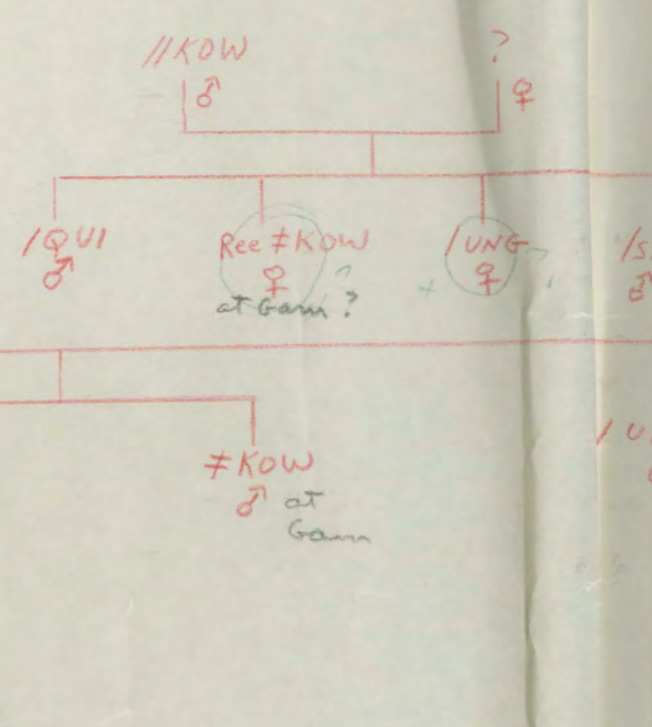 //KOW ?
♂ ♀
/QUI Ree ≠KOW /UNG
♂ ♀ ? ♀ ?
at Gam ?
≠KOW
♂ at
Gam